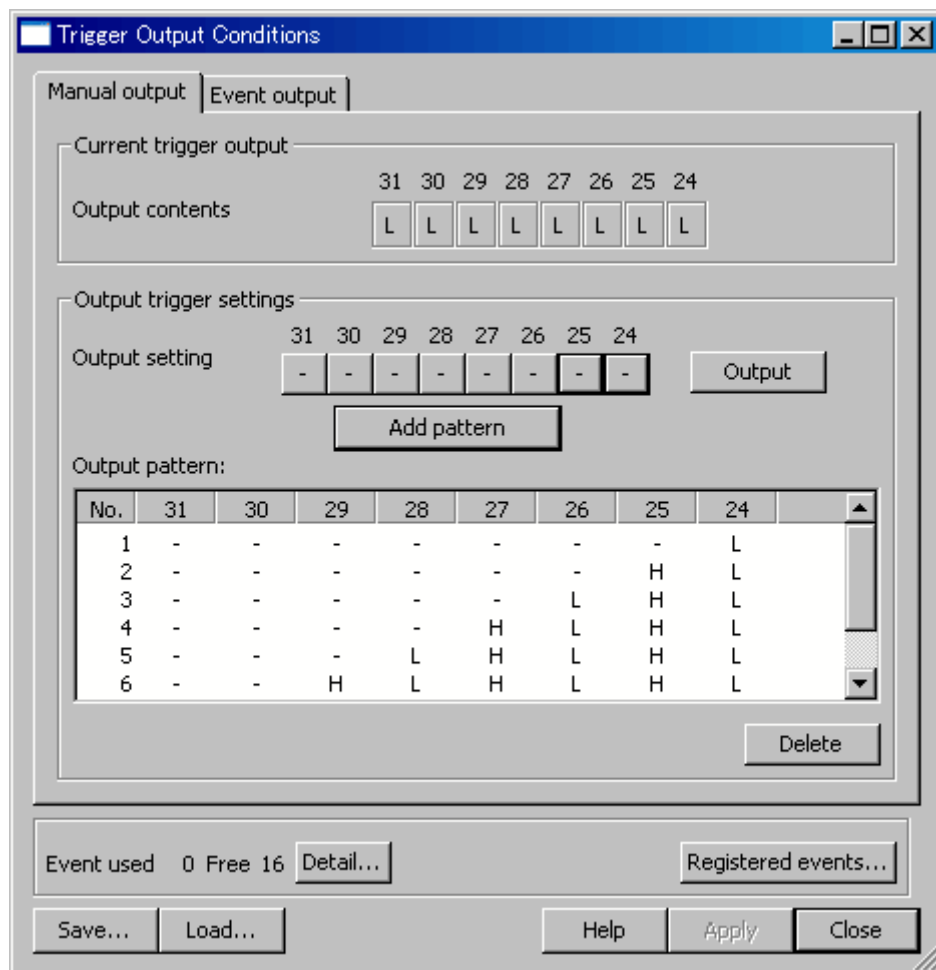 Trigger Output Conditions
Manual output Event output
Current trigger output
31 30 29 28 27 26 25 24
Output contents L L L L L L L L
Output trigger settings
31 30 29 28 27 26 25 24
Output setting - - - - - - - - Output
Add pattern
Output pattern:
No. 31 30 29 28 27 26 25 24
1 - - - - - - - L
2 - - - - - - H L
3 - - - - - L H L
4 - - - - H L H L
5 - - - L H L H L
6 - - H L H L H L
Delete
Event used 0 Free 16 Detail... Registered events...
Save... Load... Help Apply Close